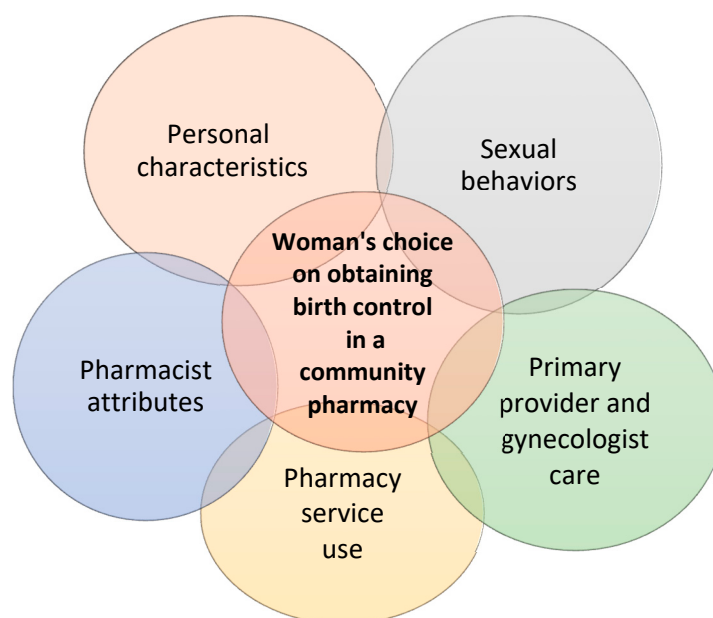 Personal
characteristics
Sexual
behaviors
Woman's choice
on obtaining
birth control
in a
community
pharmacy
Pharmacist
attributes
Primary
provider and
gynecologist
care
Pharmacy
service
use